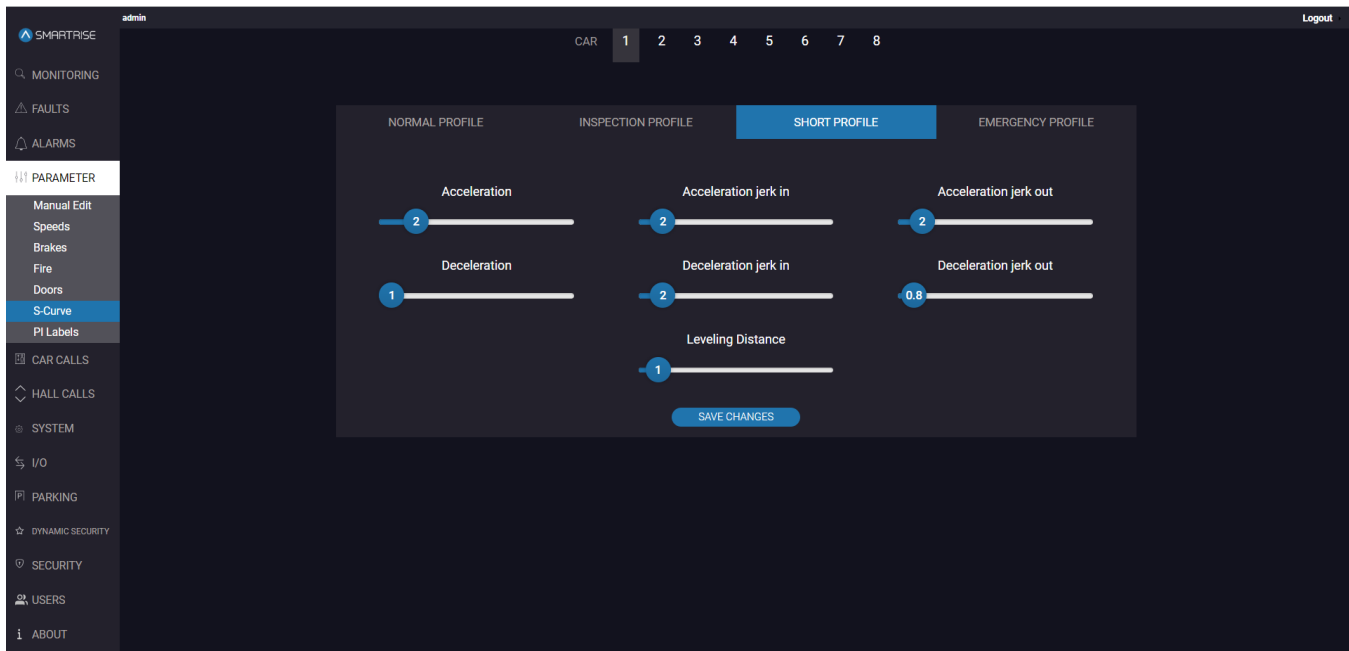 admin
Logout
SMARTRISE
CAR 1 2 3 4 5 6 7 8
MONITORING
FAULTS
ALARMS
PARAMETER
Manual Edit
Speeds
Brakes
Fire
Doors
S-Curve
PI Labels
CAR CALLS
HALL CALLS
SYSTEM
I/O
PARKING
DYNAMIC SECURITY
SECURITY
USERS
ABOUT
NORMAL PROFILE INSPECTION PROFILE SHORT PROFILE EMERGENCY PROFILE
Acceleration Acceleration jerk in Acceleration jerk out
2 2 2
Deceleration Deceleration jerk in Deceleration jerk out
1 2 0.8
Leveling Distance
1
SAVE CHANGES